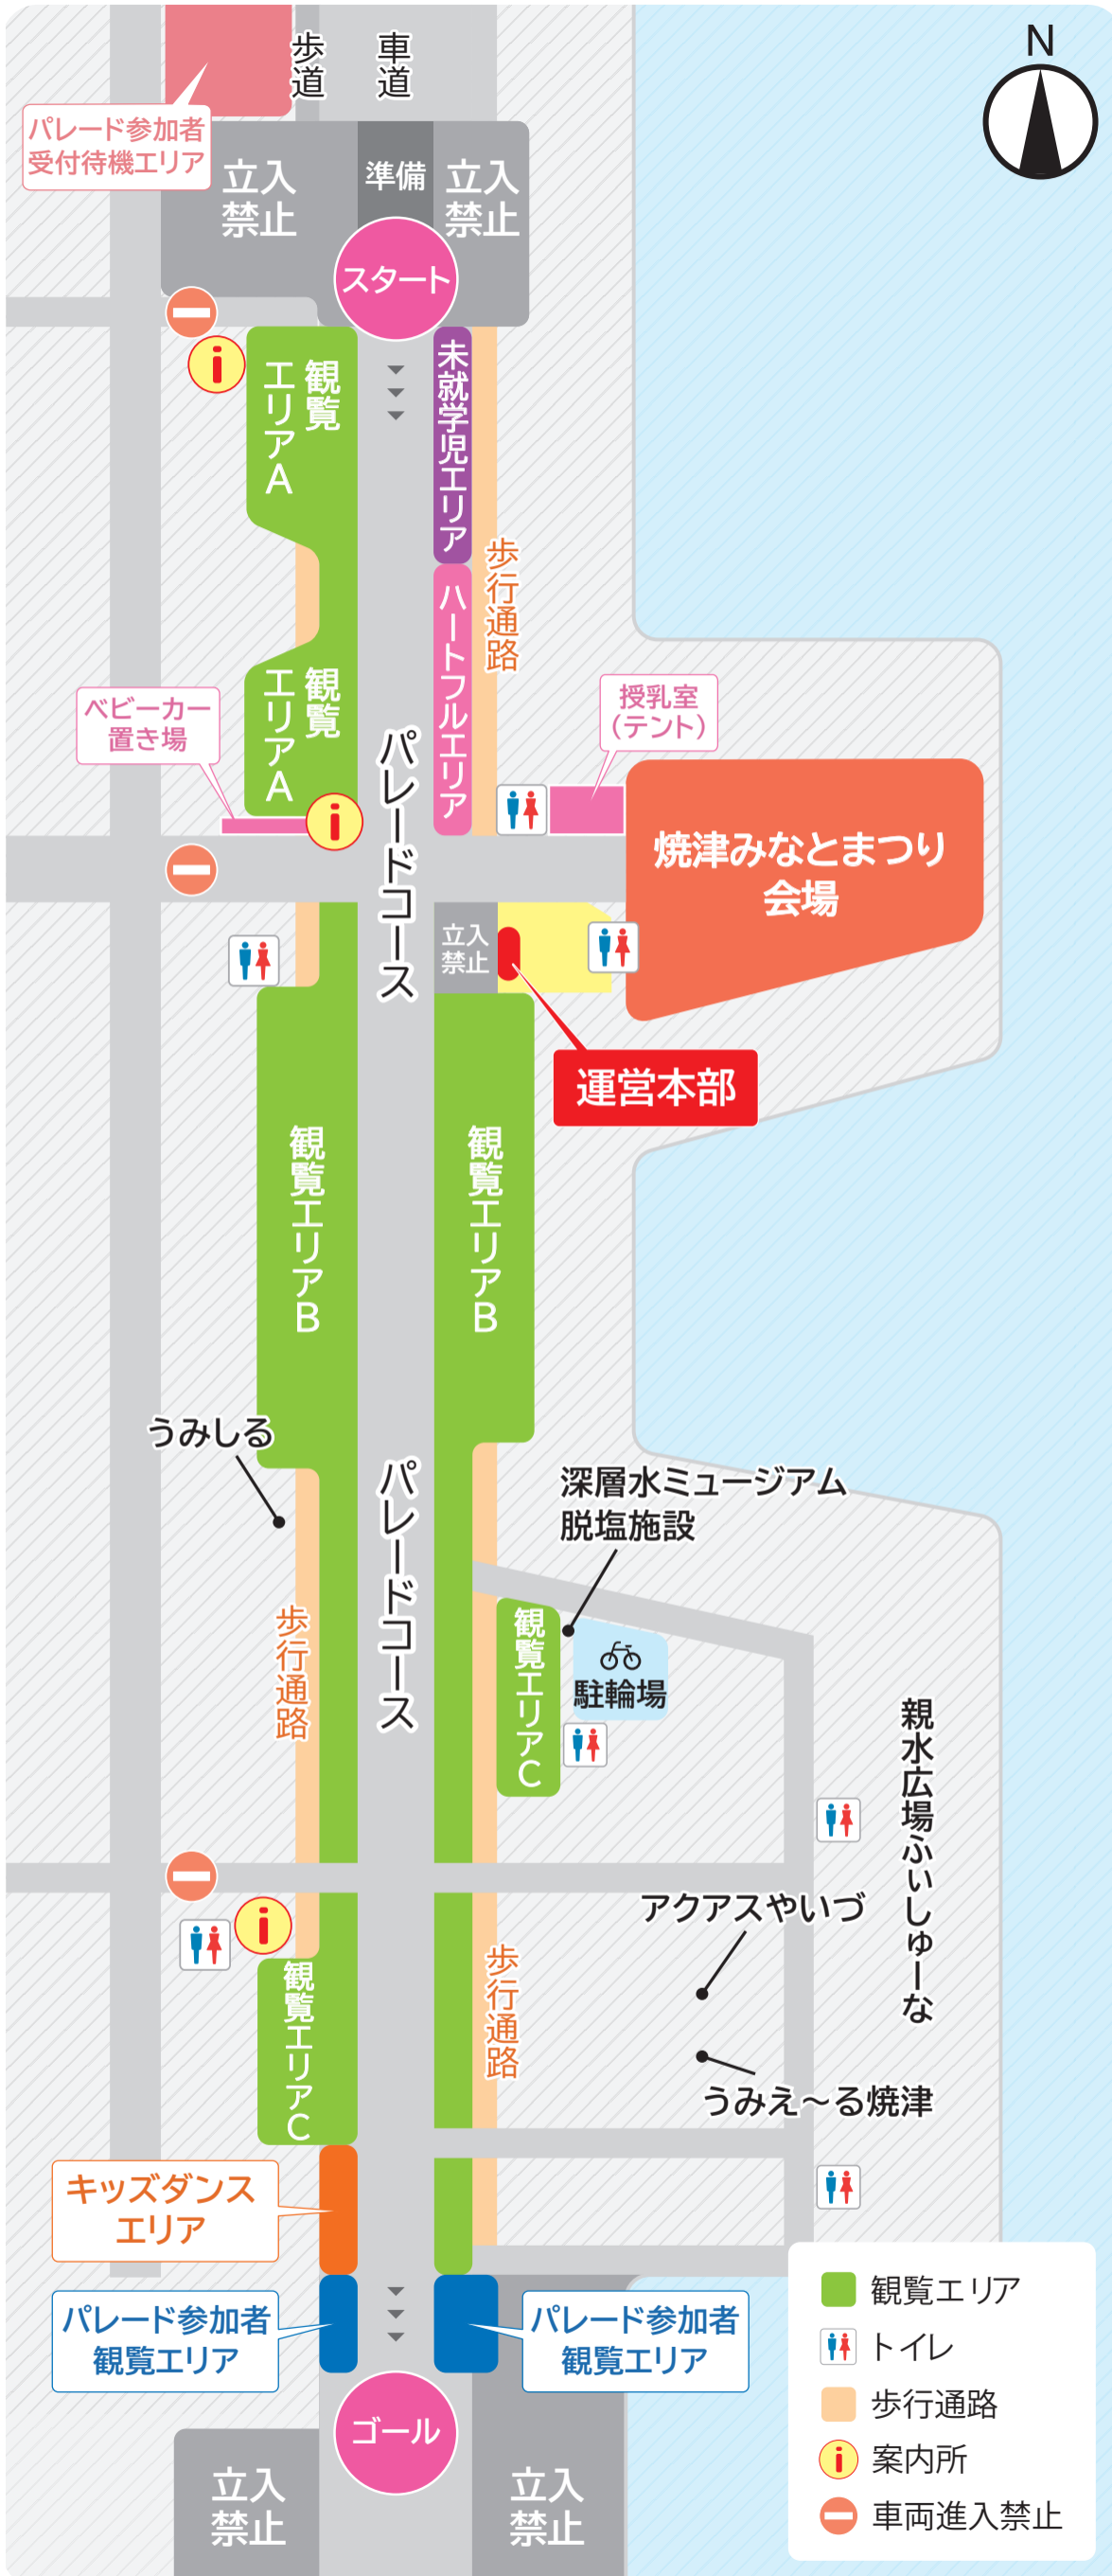 N
歩道
車道
パレード参加者
受付待機エリア
立入
禁止
準備
立入
禁止
スタート
i
観覧
エリアA
未就学児エリア
歩行通路
ハートフルエリア
観覧
エリアA
ベビーカー
置き場
i
授乳室
（テント）
パレードコース
焼津みなとまつり
会場
立入
禁止
運営本部
観覧エリアB
観覧エリアB
うみしる
パレードコース
深層水ミュージアム
脱塩施設
歩行通路
観覧エリアC
駐輪場
親水広場ふぃしゅーな
i
アクアスやいづ
観覧エリアC
歩行通路
うみえ〜る焼津
キッズダンス
エリア
パレード参加者
観覧エリア
パレード参加者
観覧エリア
ゴール
立入
禁止
立入
禁止
観覧エリア
トイレ
歩行通路
i 案内所
車両進入禁止